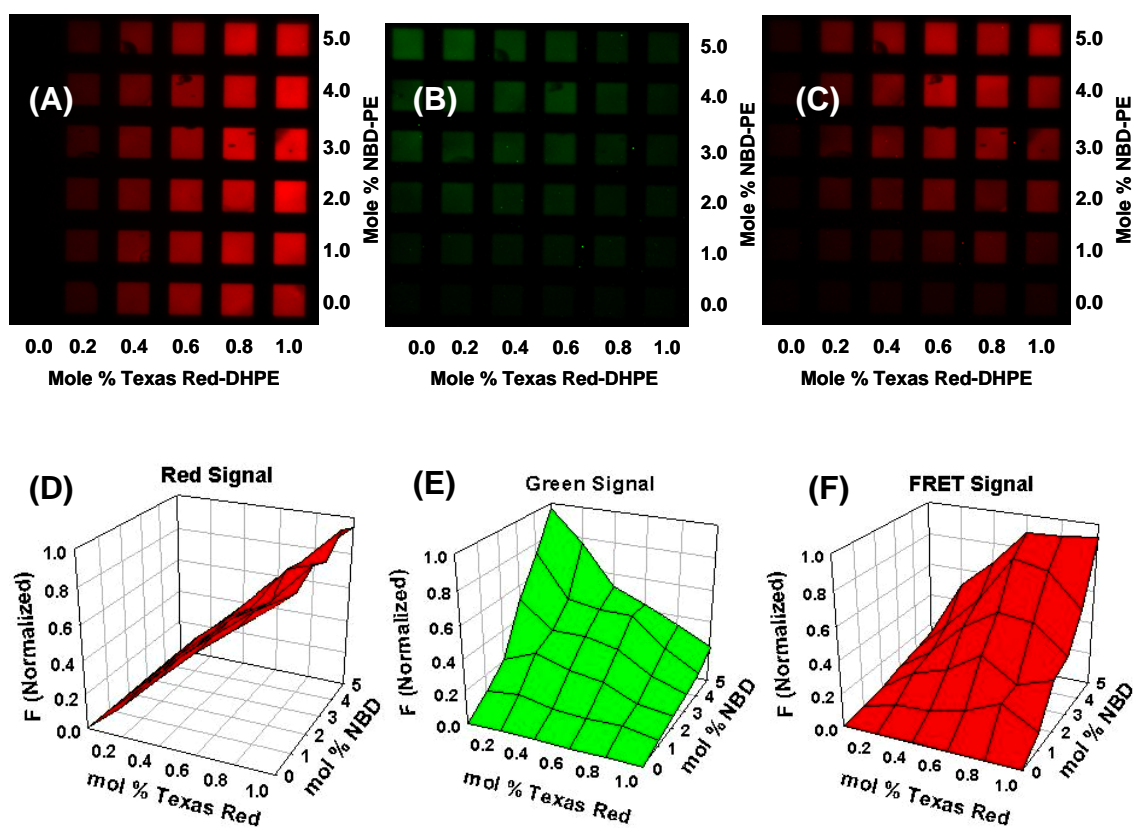 (A)
5.0
4.0
3.0
2.0
1.0
0.0
Mole % NBD-PE
0.0 0.2 0.4 0.6 0.8 1.0
Mole % Texas Red-DHPE
(B)
5.0
4.0
3.0
2.0
1.0
0.0
Mole % NBD-PE
0.0 0.2 0.4 0.6 0.8 1.0
Mole % Texas Red-DHPE
(C)
5.0
4.0
3.0
2.0
1.0
0.0
Mole % NBD-PE
0.0 0.2 0.4 0.6 0.8 1.0
Mole % Texas Red-DHPE
(D)
Red Signal
F (Normalized)
1.0
0.8
0.6
0.4
0.2
0.0
0.2 0.4 0.6 0.8 1.0
mol % Texas Red
0 1 2 3 4 5
mol % NBD
(E)
Green Signal
F (Normalized)
1.0
0.8
0.6
0.4
0.2
0.0
0.2 0.4 0.6 0.8 1.0
mol % Texas Red
0 1 2 3 4 5
mol % NBD
(F)
FRET Signal
F (Normalized)
1.0
0.8
0.6
0.4
0.2
0.0
0.2 0.4 0.6 0.8 1.0
mol % Texas Red
0 1 2 3 4 5
mol % NBD